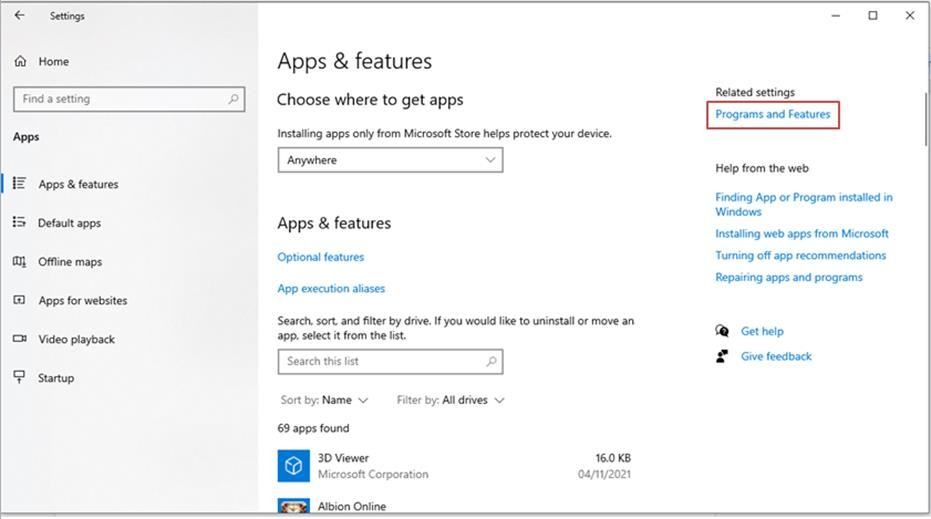 Settings
Home
Find a setting
Apps
Apps & features
Default apps
Offline maps
Apps for websites
Video playback
Startup
Apps & features
Choose where to get apps
Installing apps only from Microsoft Store helps protect your device.
Anywhere
Apps & features
Optional features
App execution aliases
Search, sort, and filter by drive. If you would like to uninstall or move an
app, select it from the list.
Search this list
Sort by: Name Filter by: All drives
69 apps found
3D Viewer 16.0 KB
Microsoft Corporation 04/11/2021
Albion Online
Related settings
Programs and Features
Help from the web
Finding App or Program installed in
Windows
Installing web apps from Microsoft
Turning off app recommendations
Repairing apps and programs
Get help
Give feedback